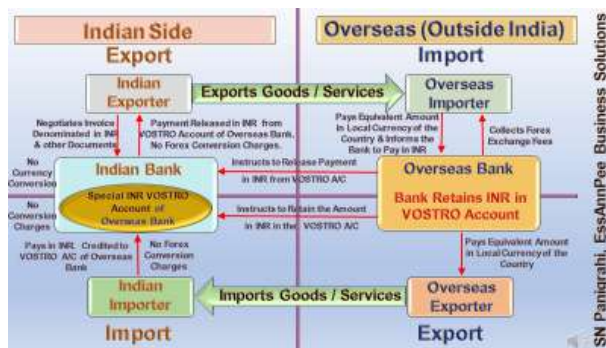 Indian Side
Export
Overseas (Outside India)
Import
Indian
Exporter
Exports Goods / Services
Overseas
Importer
Negotiates Invoice
Denominated in INR
& other Documents
Payment Released in INR from
VOSTRO Account of Overseas Bank.
No Forex Conversion Charges.
Pays Equivalent Amount
in Local Currency of the
Country & Informs the
Bank to Pay in INR
Collects Forex
Exchange Fees
No
Currency
Conversion
Indian Bank
Special INR VOSTRO
Account of
Overseas Bank
Instructs to Release Payment
in INR from VOSTRO A/C
Overseas Bank
Bank Retains INR in
VOSTRO Account
No
Conversion
Charges
Instructs to Retain the Amount
in INR in the VOSTRO A/C
Pays in INR Credited to
VOSTRO A/C of Overseas
Bank
No Forex
Conversion
Charges
Pays Equivalent Amount
in Local Currency of the
Country
Indian
Importer
Imports Goods / Services
Overseas
Exporter
Import
Export
SN Panigrahi, EssAnnPee Business Solutions